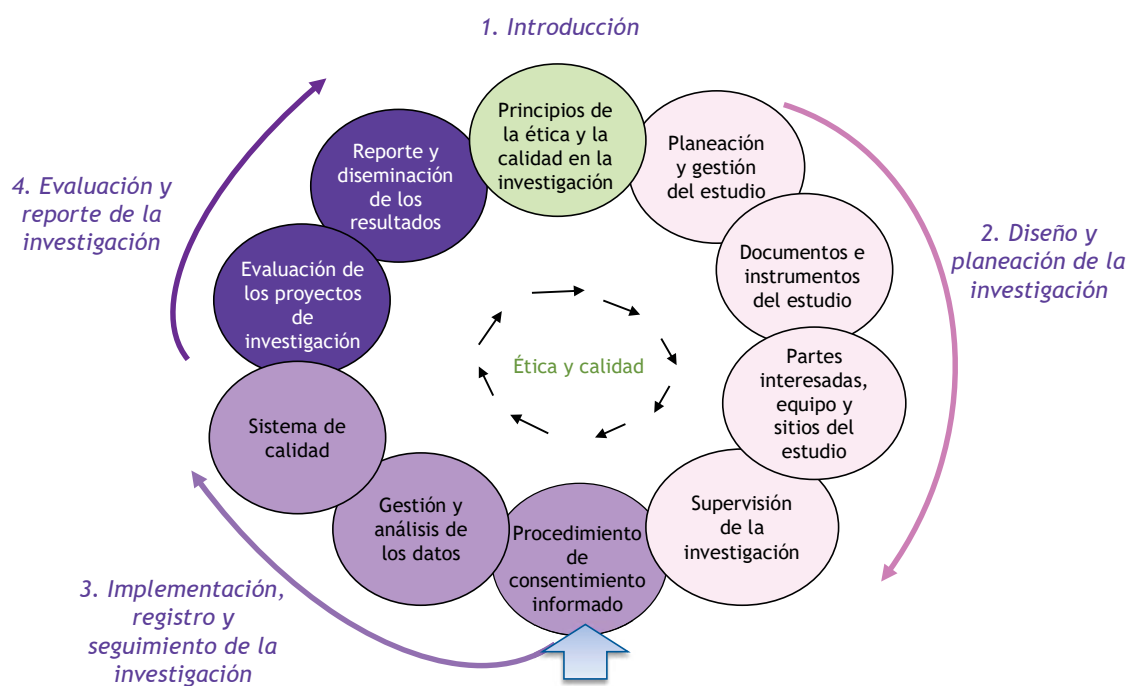 1. Introducción
Principios de
la ética y la
calidad en la
investigación
Planeación
y gestión
del estudio
Documentos e
instrumentos
del estudio
2. Diseño y
planeación de la
investigación
Partes
interesadas,
equipo y
sitios del
estudio
Supervisión
de la
investigación
Procedimiento
de
consentimiento
informado
Gestión y
análisis de
los datos
3. Implementación,
registro y
seguimiento de la
investigación
Sistema de
calidad
Evaluación de
los proyectos
de
investigación
Reporte y
diseminación
de los
resultados
4. Evaluación y
reporte de la
investigación
Ética y calidad